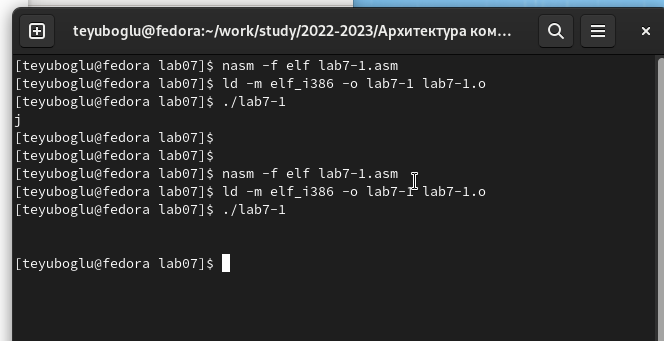 teyuboglu@fedora:~/work/study/2022-2023/Архитектура ком...
[teyuboglu@fedora lab07]$ nasm -f elf lab7-1.asm
[teyuboglu@fedora lab07]$ ld -m elf_i386 -o lab7-1 lab7-1.o
[teyuboglu@fedora lab07]$ ./lab7-1
j
[teyuboglu@fedora lab07]$
[teyuboglu@fedora lab07]$
[teyuboglu@fedora lab07]$ nasm -f elf lab7-1.asm
[teyuboglu@fedora lab07]$ ld -m elf_i386 -o lab7-1 lab7-1.o
[teyuboglu@fedora lab07]$ ./lab7-1
[teyuboglu@fedora lab07]$